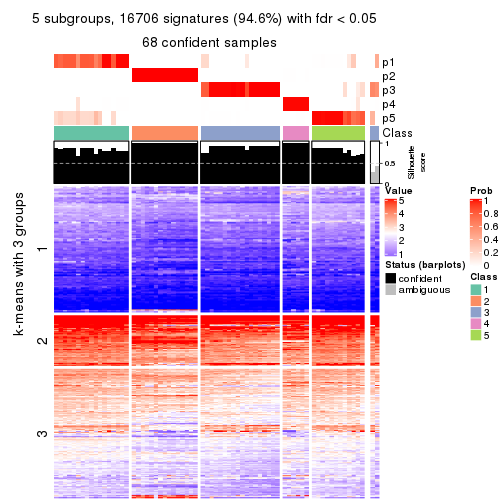 5 subgroups, 16706 signatures (94.6%) with fdr < 0.05
68 confident samples
p1
p2
p3
p4
p5
Class
1
0.5
0
Silhouette
score
k-means with 3 groups
1
2
3
Value
5
4
3
2
1
Status (barplots)
confident
ambiguous
Prob
1
0.8
0.6
0.4
0.2
0
Class
1
2
3
4
5